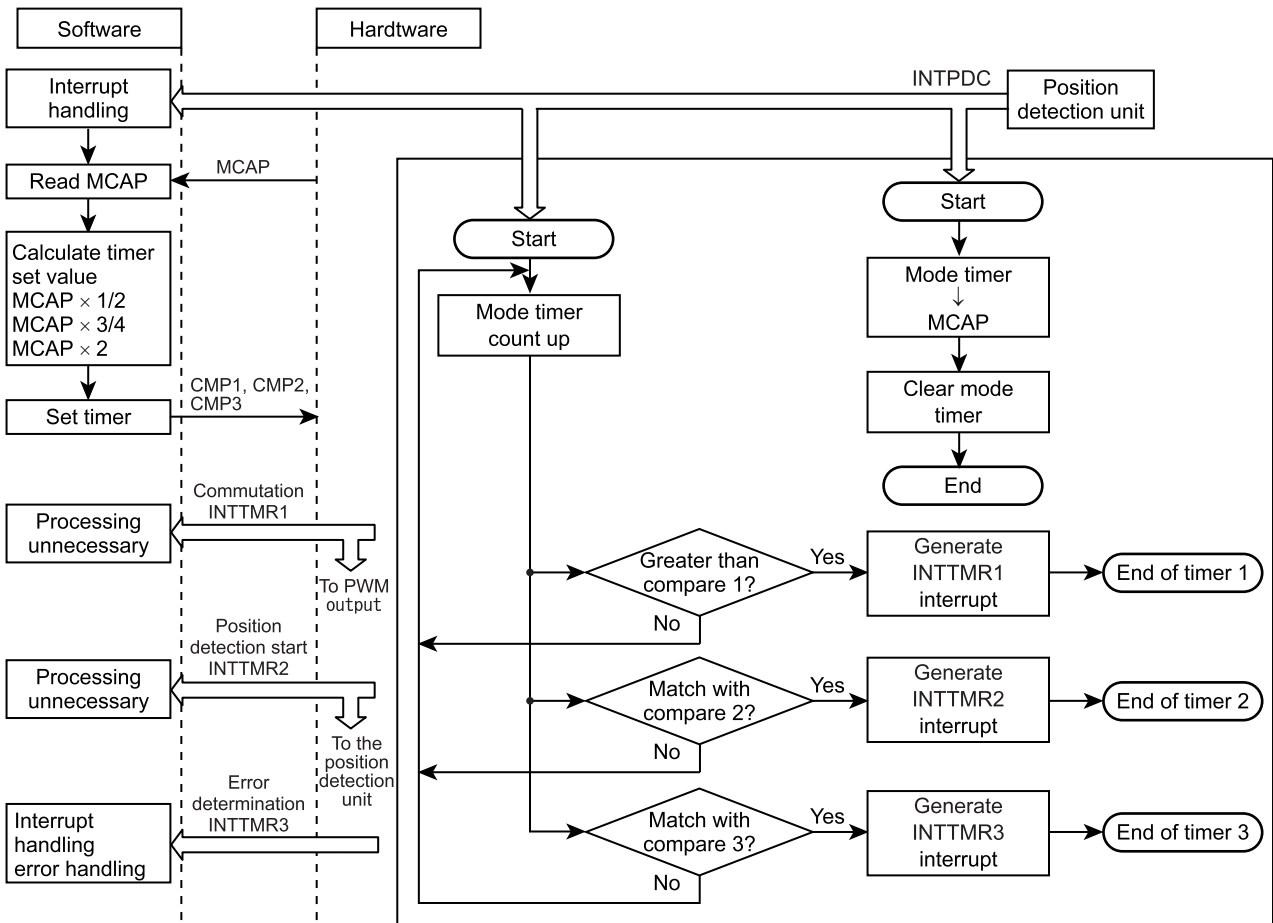 Software
Hardtware
INTPDC
Interrupt
handling
Position
detection unit
MCAP
Read MCAP
Start
Start
Calculate timer
set value
MCAP × 1/2
MCAP × 3/4
MCAP × 2
Mode timer
↓
MCAP
Mode timer
count up
CMP1, CMP2,
CMP3
Set timer
Clear mode
timer
End
Commutation
INTTMR1
Processing
unnecessary
To PWM
output
Greater than
compare 1?
Yes
No
Generate
INTTMR1
interrupt
End of timer 1
Position
detection start
INTTMR2
Processing
unnecessary
To the
position
detection
unit
Match with
compare 2?
Yes
No
Generate
INTTMR2
interrupt
End of timer 2
Error
determination
INTTMR3
Interrupt
handling
error handling
Match with
compare 3?
Yes
No
Generate
INTTMR3
interrupt
End of timer 3